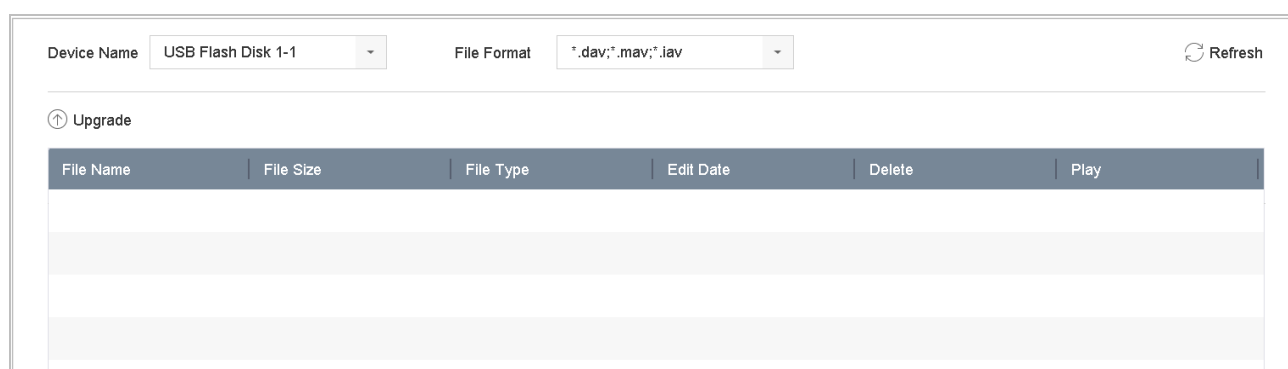 Device Name USB Flash Disk 1-1 File Format *.dav;*.mav;*.iav Refresh
Upgrade
File Name File Size File Type Edit Date Delete Play